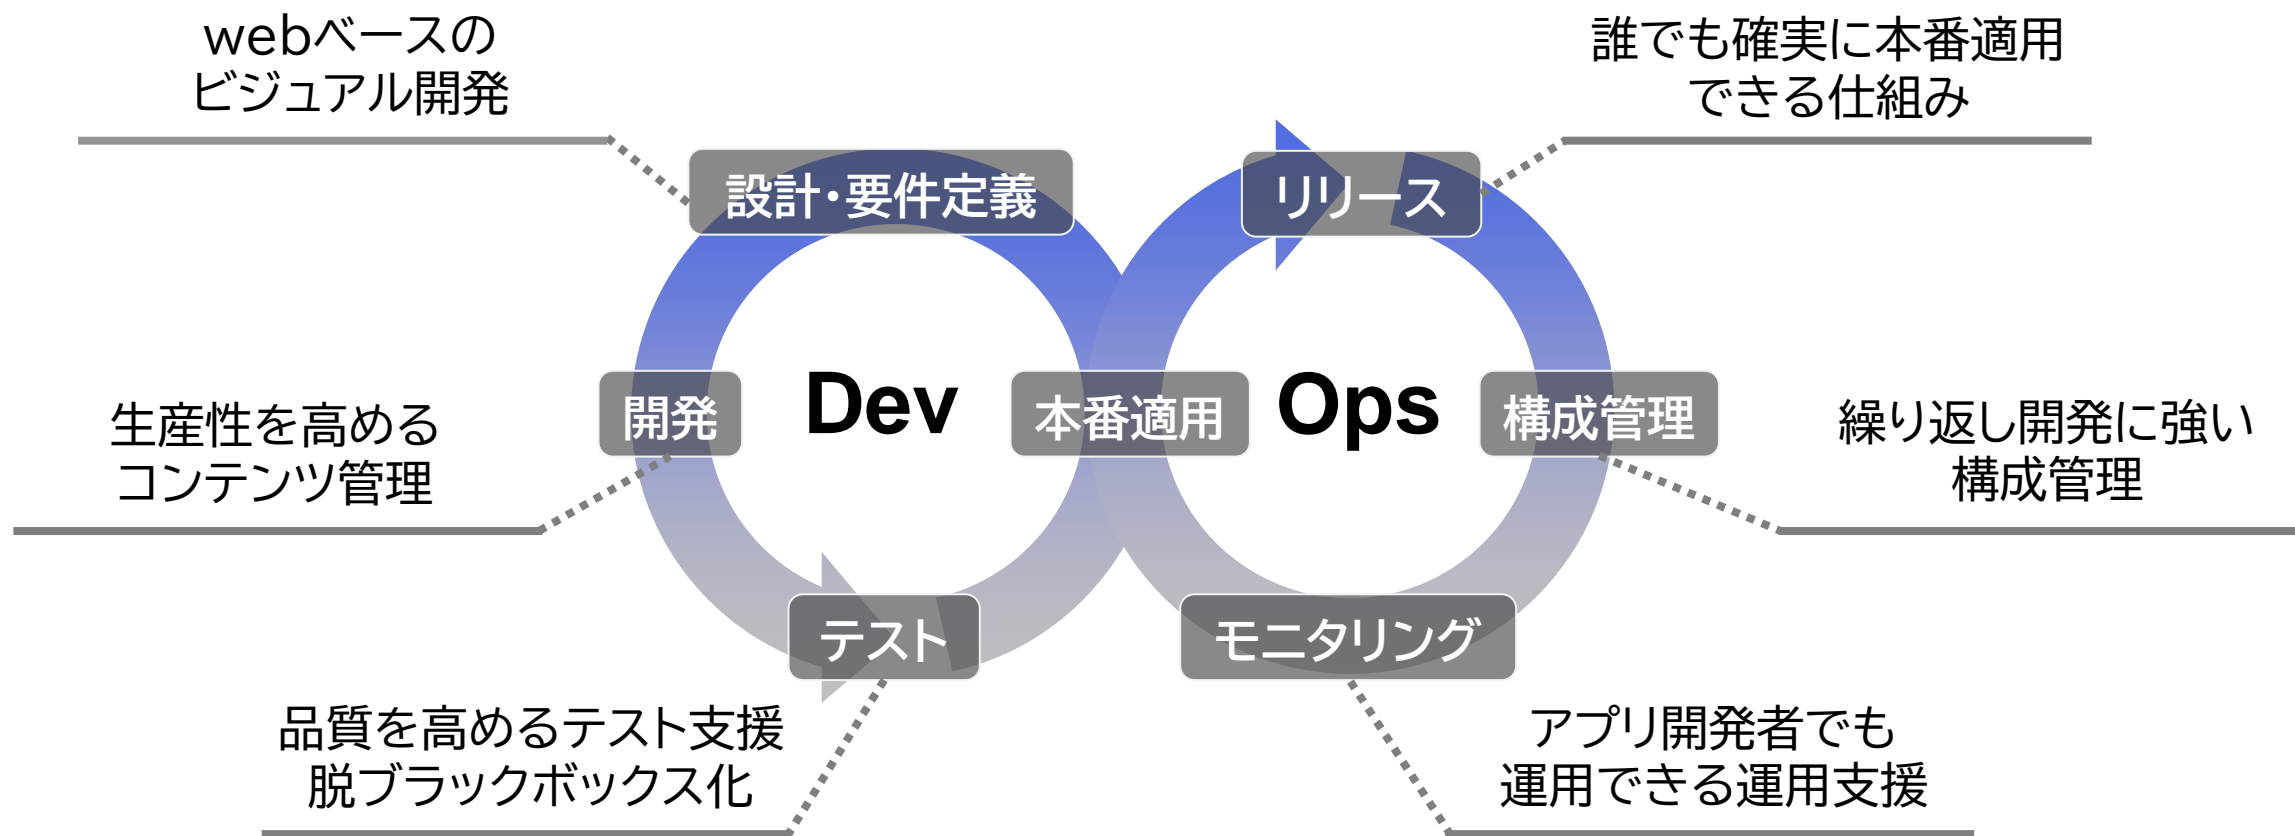 webベースの
ビジュアル開発
誰でも確実に本番適用
できる仕組み
設計・要件定義
リリース
生産性を高める
コンテンツ管理
開発
Dev
本番適用
Ops
構成管理
繰り返し開発に強い
構成管理
テスト
モニタリング
品質を高めるテスト支援
脱ブラックボックス化
アプリ開発者でも
運用できる運用支援